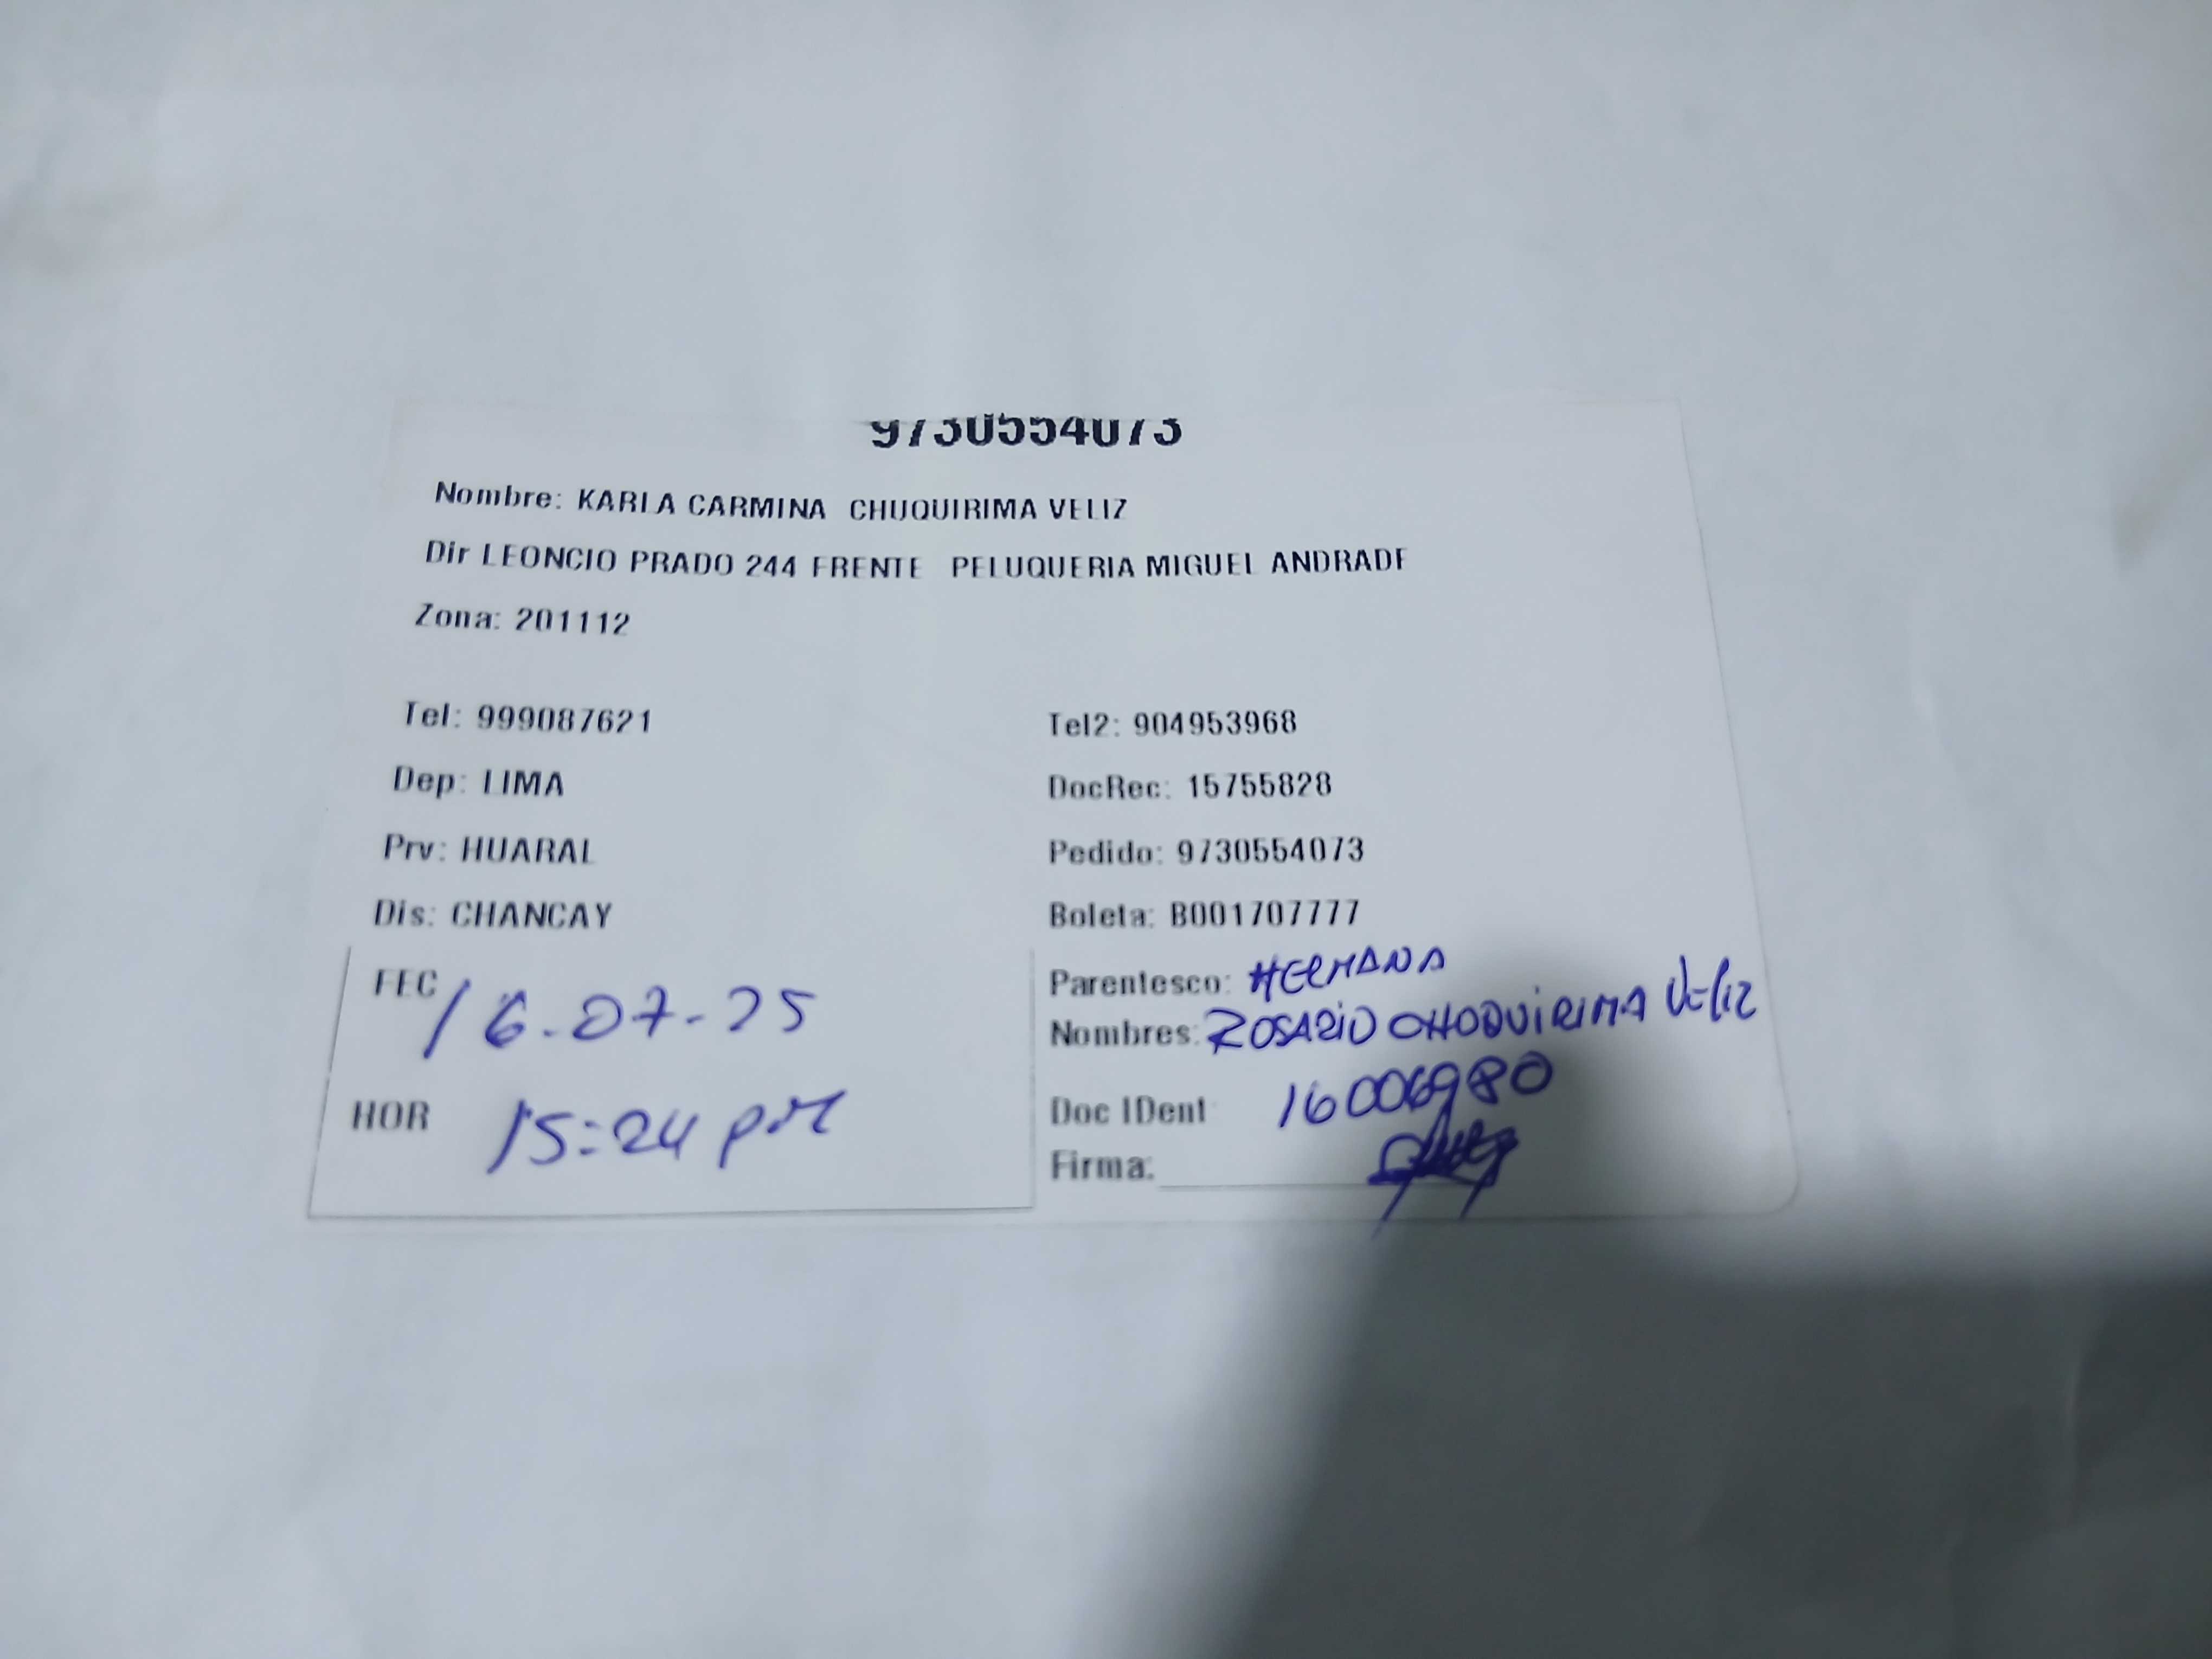 9730554073
Nombre: KARLA CARMINA CHUQUIRIMA VELIZ
Dir LEONCIO PRADO 244 FRENTE PELUQUERIA MIGUEL ANDRADE
Zona: 201112
Tel: 999087621 Tel2: 904953968
Dep: LIMA DocRec: 15755828
Prv: HUARAL Pedido: 9730554073
Dis: CHANCAY Boleta: B001707777
FEC 16-07-25 Parentesco: HERMANA
Nombres: ROSARIO CHOQUIRIMA Veliz
HOR 15:24 pm Doc IDent 16006980
Firma: